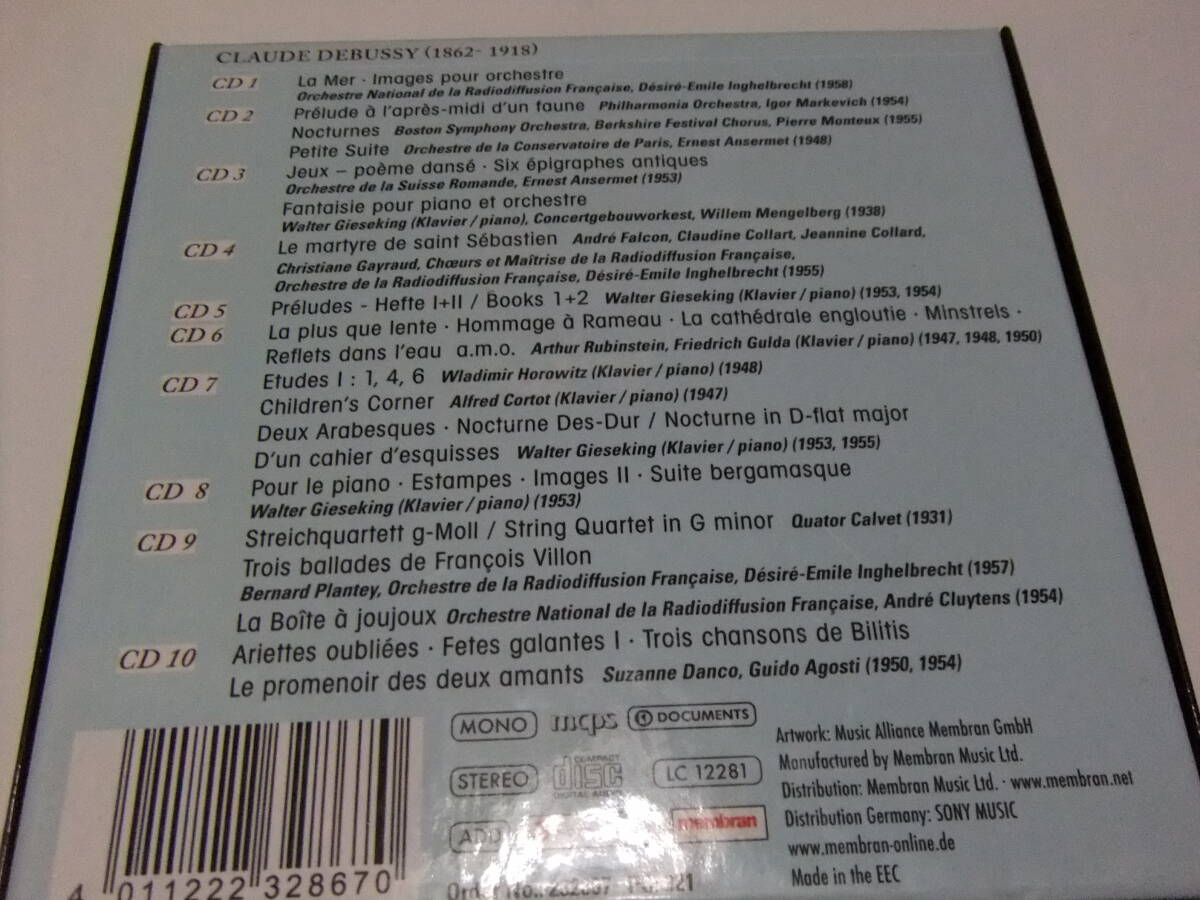 CLAUDE DEBUSSY (1862- 1918)
CD 1 La Mer · Images pour orchestre
Orchestre National de la Radiodiffusion Française, Désiré-Emile Inghelbrecht (1958)
CD 2 Prélude à l'après-midi d'un faune Philharmonia Orchestra, Igor Markevich (1954)
Nocturnes Boston Symphony Orchestra, Berkshire Festival Chorus, Pierre Monteux (1955)
Petite Suite Orchestre de la Conservatoire de Paris, Ernest Ansermet (1948)
CD 3 Jeux – poème dansé · Six épigraphes antiques
Orchestre de la Suisse Romande, Ernest Ansermet (1953)
Fantaisie pour piano et orchestre
Walter Gieseking (Klavier / piano), Concertgebouworkest, Willem Mengelberg (1938)
CD 4 Le martyre de saint Sébastien André Falcon, Claudine Collart, Jeannine Collard,
Christiane Gayraud, Chœurs et Maîtrise de la Radiodiffusion Française,
Orchestre de la Radiodiffusion Française, Désiré-Emile Inghelbrecht (1955)
CD 5 Préludes - Hefte I+II / Books 1+2 Walter Gieseking (Klavier / piano) (1953, 1954)
CD 6 La plus que lente · Hommage à Rameau · La cathédrale engloutie · Minstrels ·
Reflets dans l'eau a.m.o. Arthur Rubinstein, Friedrich Gulda (Klavier / piano) (1947, 1948, 1950)
CD 7 Etudes I : 1, 4, 6 Wladimir Horowitz (Klavier / piano) (1948)
Children's Corner Alfred Cortot (Klavier / piano) (1947)
Deux Arabesques · Nocturne Des-Dur / Nocturne in D-flat major
D'un cahier d'esquisses Walter Gieseking (Klavier / piano) (1953, 1955)
CD 8 Pour le piano · Estampes · Images II · Suite bergamasque
Walter Gieseking (Klavier / piano) (1953)
CD 9 Streichquartett g-Moll / String Quartet in G minor Quator Calvet (1931)
Trois ballades de François Villon
Bernard Plantey, Orchestre de la Radiodiffusion Française, Désiré-Emile Inghelbrecht (1957)
La Boîte à joujoux Orchestre National de la Radiodiffusion Française, André Cluytens (1954)
CD 10 Ariettes oubliées · Fetes galantes I · Trois chansons de Bilitis
Le promenoir des deux amants Suzanne Danco, Guido Agosti (1950, 1954)
MONO mcps DOCUMENTS
STEREO COMPACT disc DIGITAL AUDIO LC 12281
ADD membran
Order No.:
4 011222 328670
Artwork: Music Alliance Membran GmbH
Manufactured by Membran Music Ltd.
Distribution: Membran Music Ltd. · www.membran.net
Distribution Germany: SONY MUSIC
www.membran-online.de
Made in the EEC